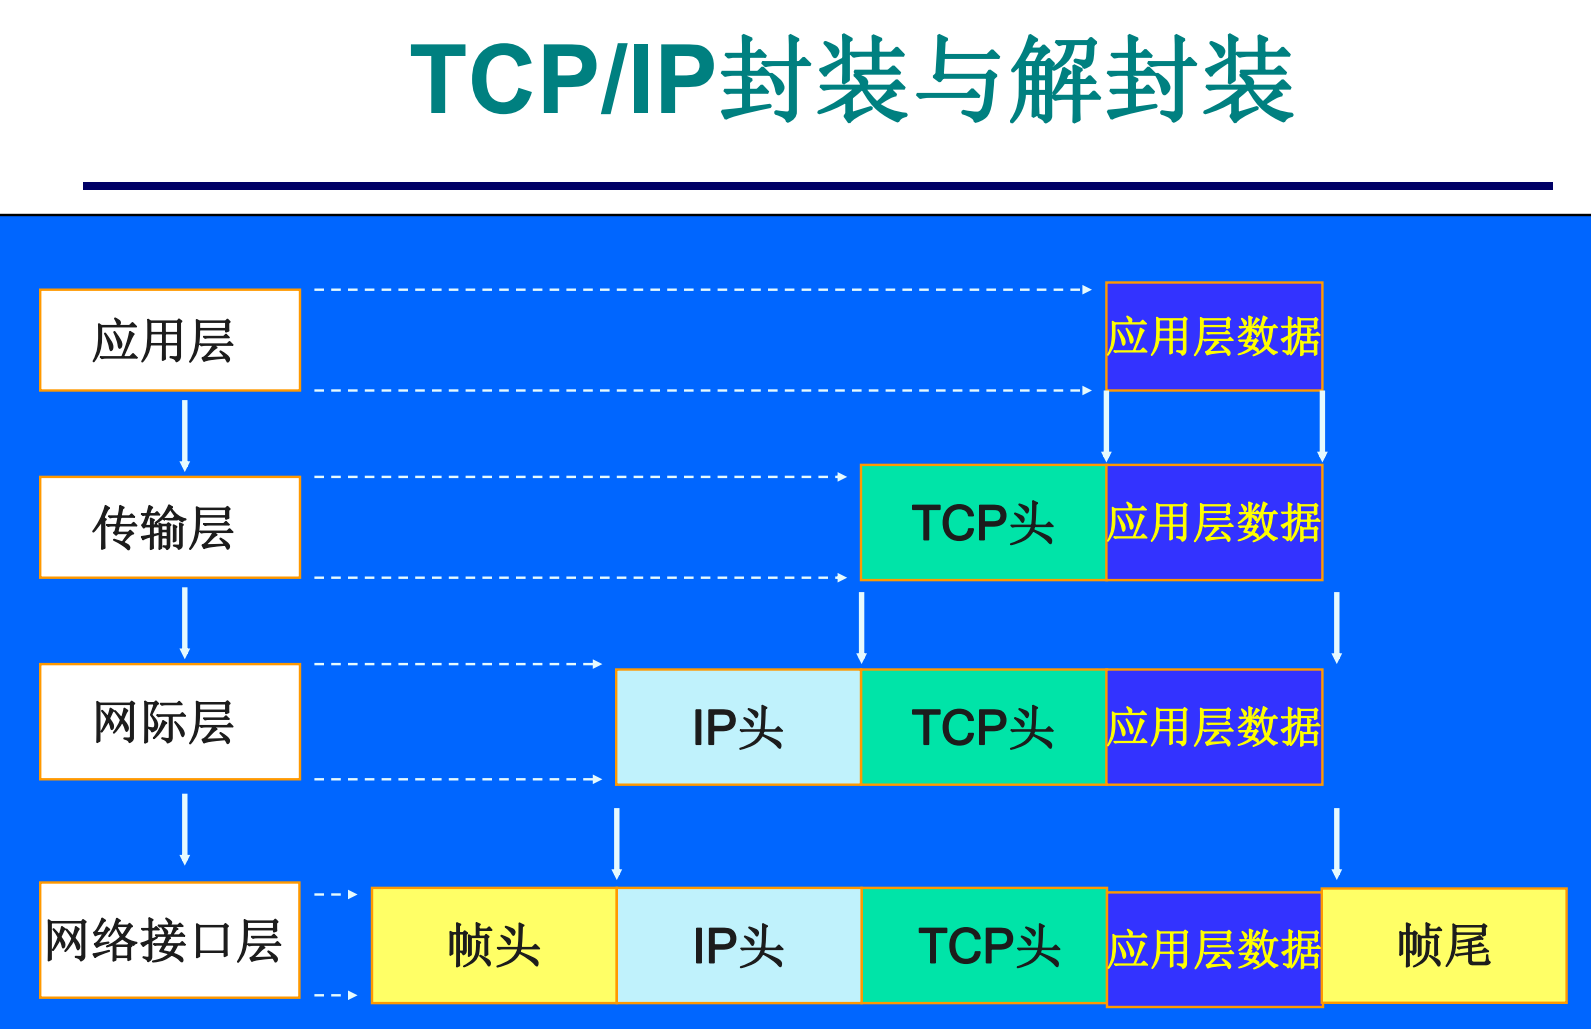 TCP/IP封装与解封装
应用层
应用层数据
传输层
TCP头
应用层数据
网际层
IP头
TCP头
应用层数据
网络接口层
帧头
IP头
TCP头
应用层数据
帧尾